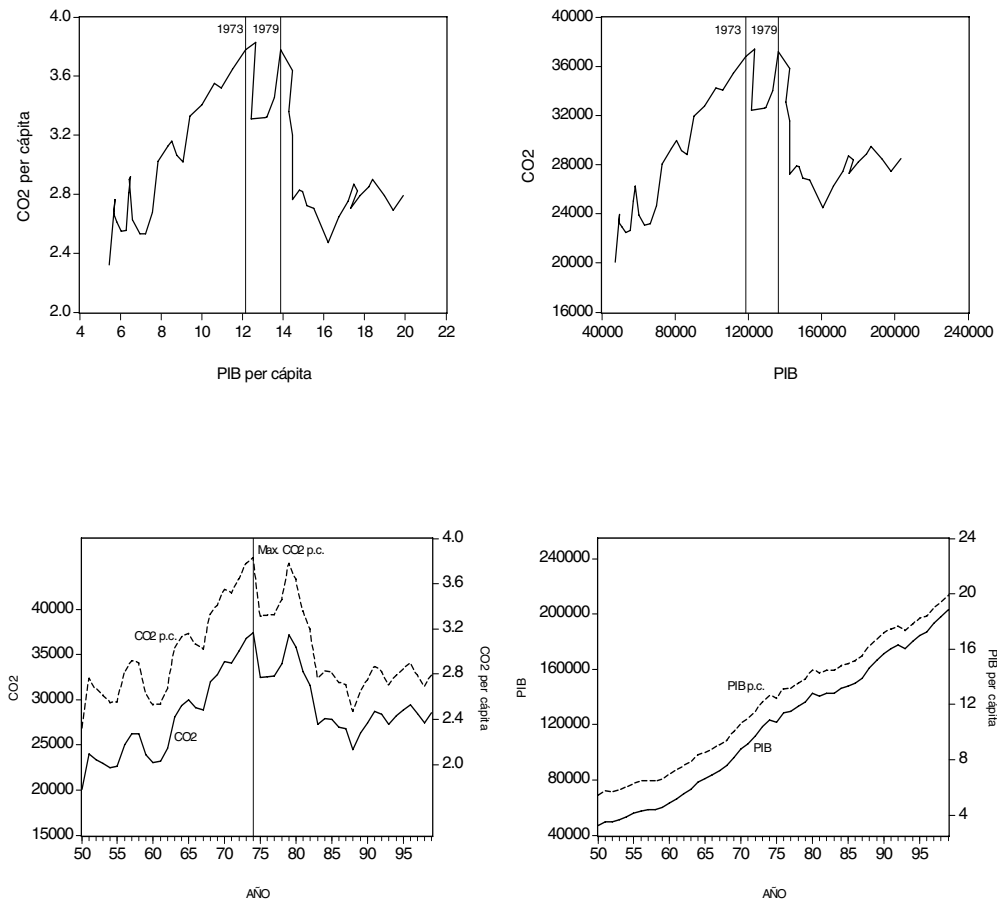 4.0
3.6
3.2
2.8
2.4
2.0
CO2 per cápita
1973
1979
4 6 8 10 12 14 16 18 20 22
PIB per cápita
40000
36000
32000
28000
24000
20000
16000
CO2
1973
1979
40000 80000 120000 160000 200000 240000
PIB
40000
35000
30000
25000
20000
15000
CO2
Max. CO2 p.c.
CO2 p.c.
CO2
4.0
3.6
3.2
2.8
2.4
2.0
CO2 per cápita
50 55 60 65 70 75 80 85 90 95
AÑO
240000
200000
160000
120000
80000
40000
PIB
PIB p.c.
PIB
24
20
16
12
8
4
PIB per cápita
50 55 60 65 70 75 80 85 90 95
AÑO